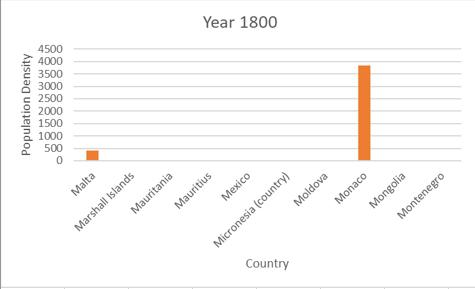 Year 1800
Population Density
4500
4000
3500
3000
2500
2000
1500
1000
500
0
Malta
Marshall Islands
Mauritania
Mauritius
Mexico
Micronesia (country)
Moldova
Monaco
Mongolia
Montenegro
Country